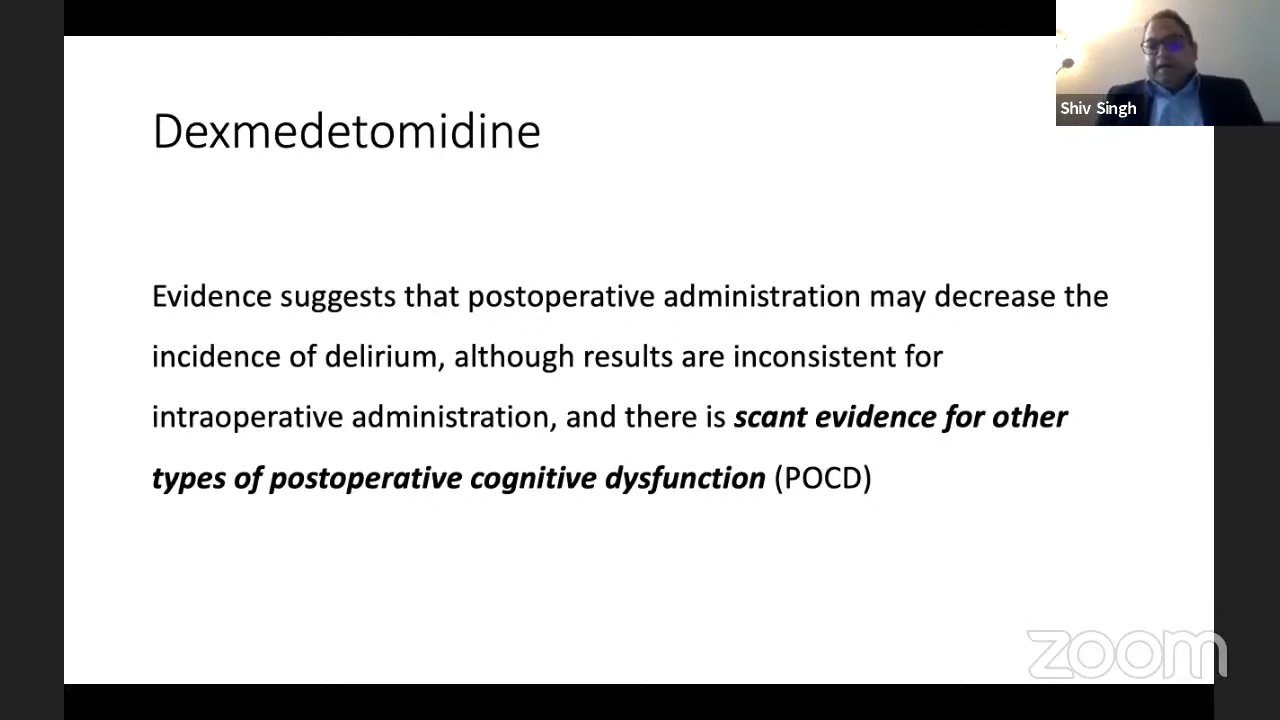 Shiv Singh
Dexmedetomidine
Evidence suggests that postoperative administration may decrease the
incidence of delirium, although results are inconsistent for
intraoperative administration, and there is scant evidence for other
types of postoperative cognitive dysfunction (POCD)
zoom